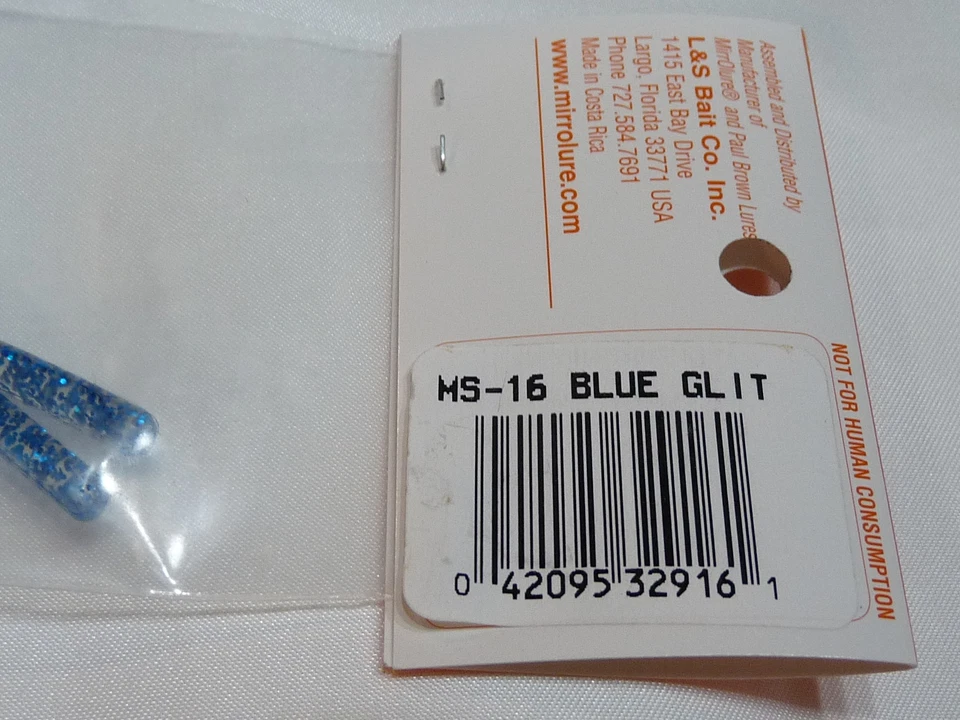 Assembled and Distributed by
Manufacturer of
MirrOlure® and Paul Brown Lures
L&S Bait Co. Inc.
1415 East Bay Drive
Largo, Florida 33771 USA
Phone 727.584.7691
Made in Costa Rica
www.mirrolure.com
NOT FOR HUMAN CONSUMPTION
MS-16 BLUE GLIT
0 42095 32916 1